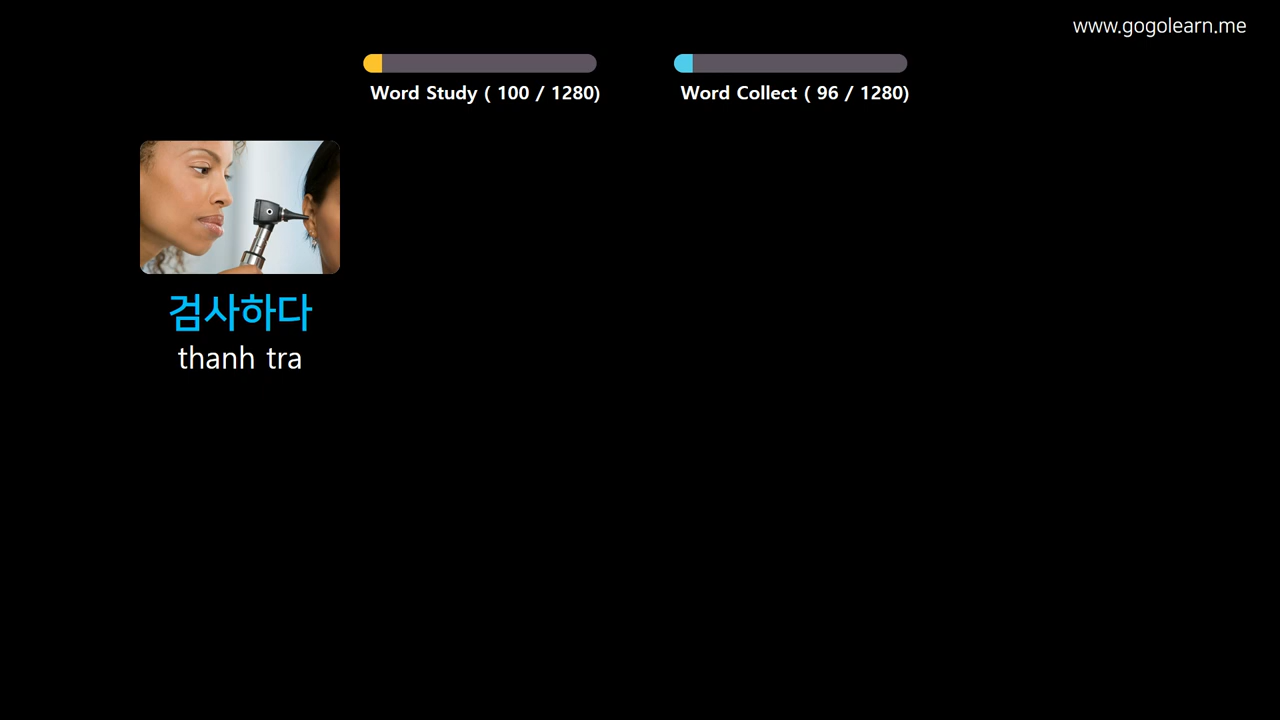 www.gogolearn.me
Word Study ( 100 / 1280)
Word Collect ( 96 / 1280)
검사하다
thanh tra